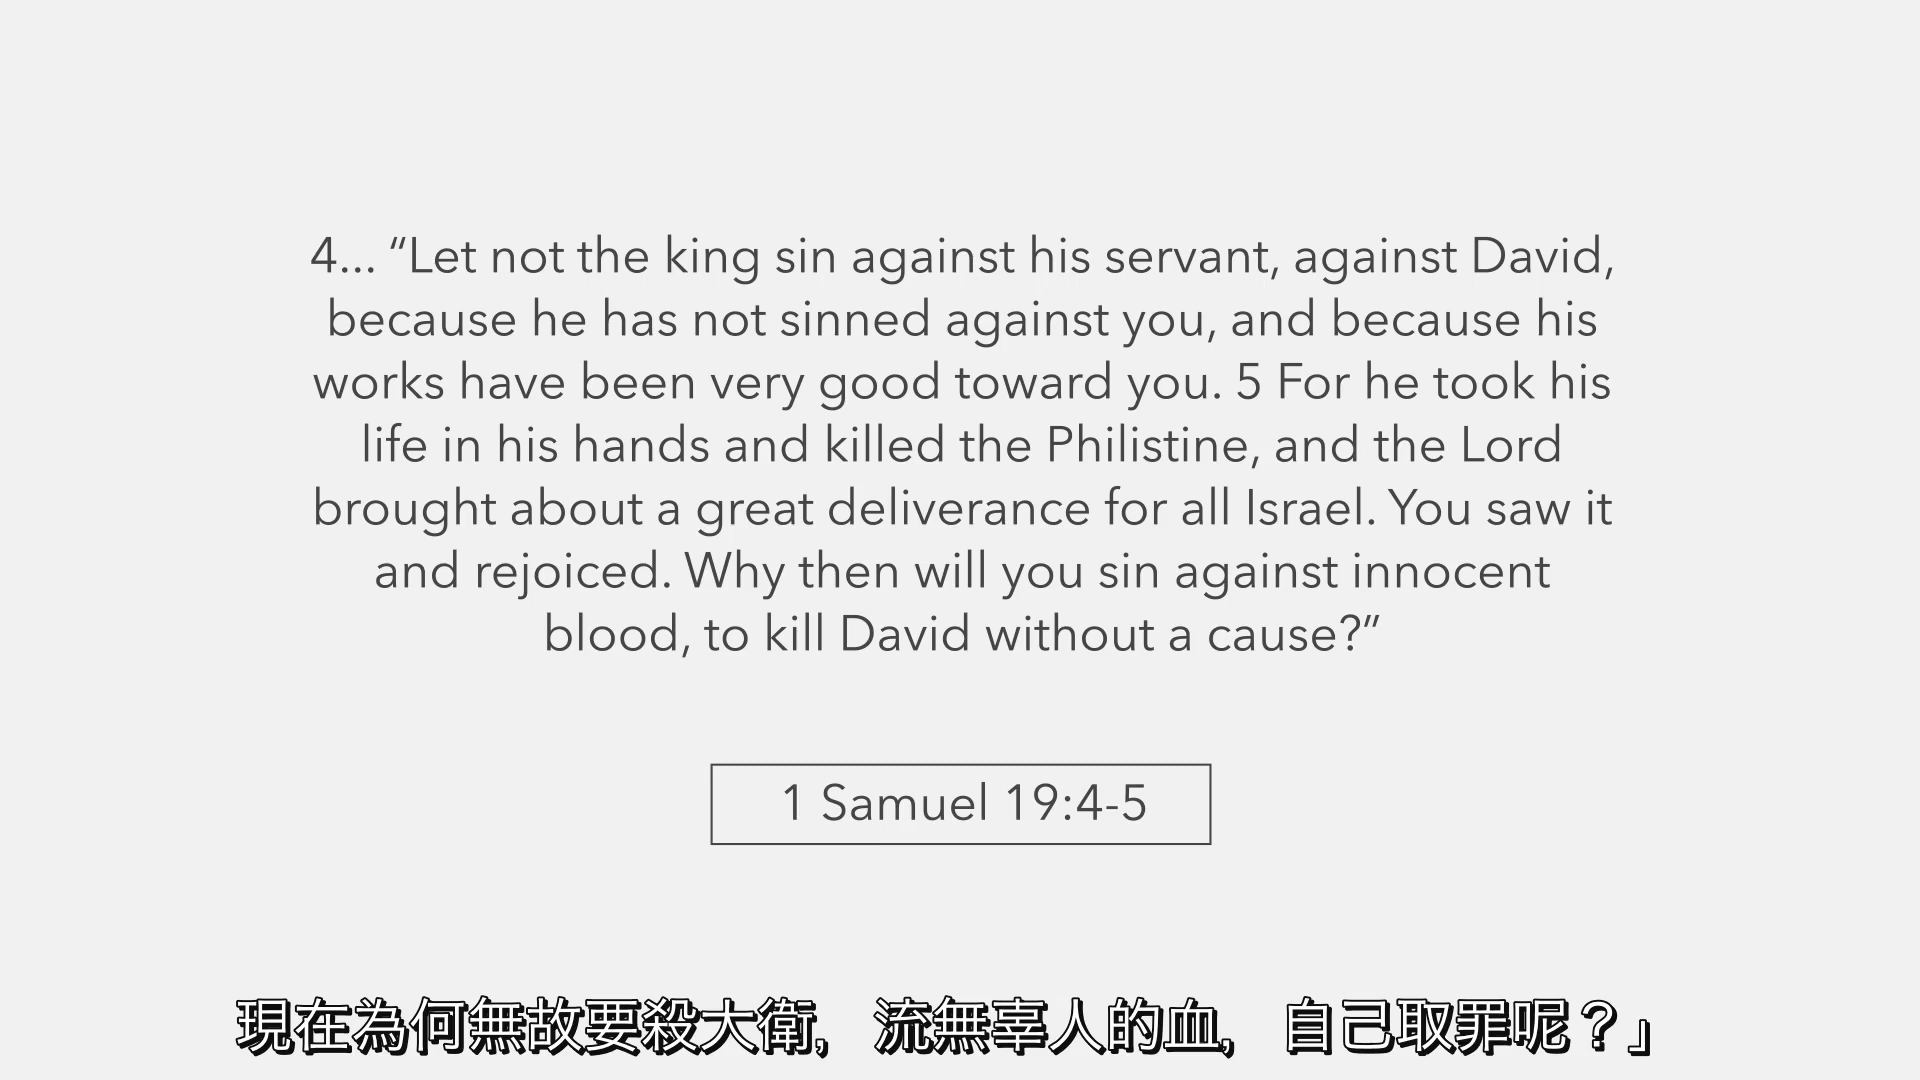 4... “Let not the king sin against his servant, against David,
because he has not sinned against you, and because his
works have been very good toward you. 5 For he took his
life in his hands and killed the Philistine, and the Lord
brought about a great deliverance for all Israel. You saw it
and rejoiced. Why then will you sin against innocent
blood, to kill David without a cause?”
1 Samuel 19:4-5
現在為何無故要殺大衛, 流無辜人的血, 自己取罪呢？」